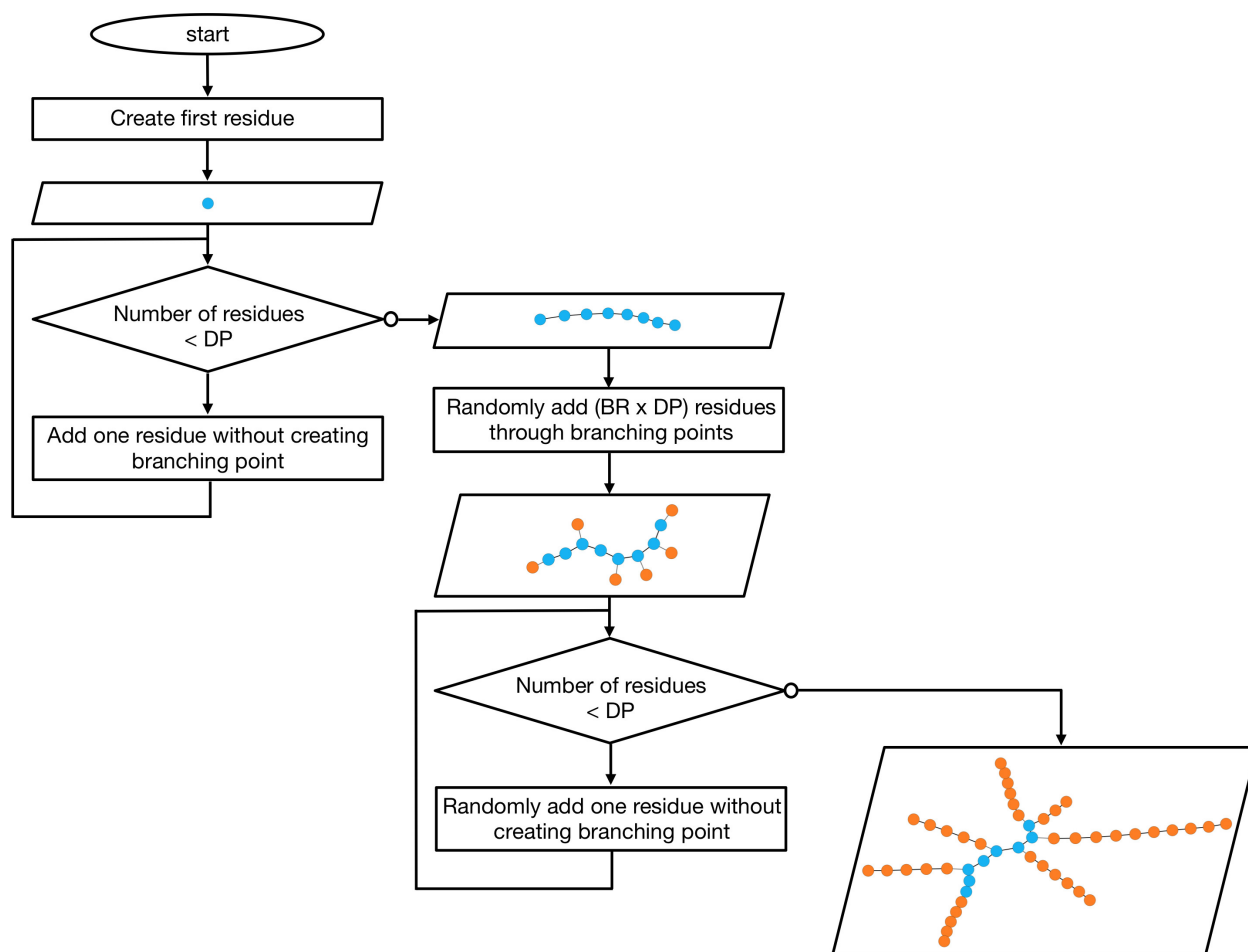 start
Create first residue
Number of residues
< DP
Add one residue without creating
branching point
Randomly add (BR x DP) residues
through branching points
Number of residues
< DP
Randomly add one residue without
creating branching point